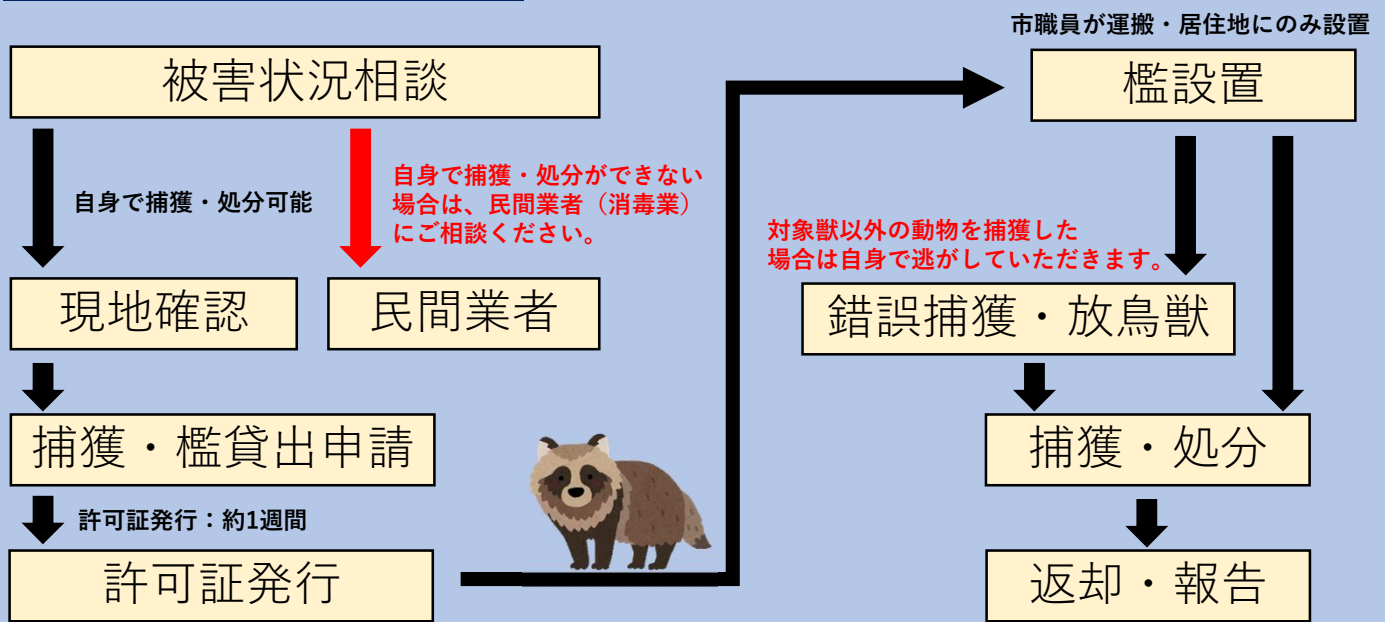 被害状況相談
自身で捕獲・処分可能
自身で捕獲・処分ができない
場合は、民間業者（消毒業）
にご相談ください。
現地確認
民間業者
捕獲・檻貸出申請
許可証発行：約1週間
許可証発行
市職員が運搬・居住地にのみ設置
檻設置
対象獣以外の動物を捕獲した
場合は自身で逃がしていただきます。
錯誤捕獲・放鳥獣
捕獲・処分
返却・報告